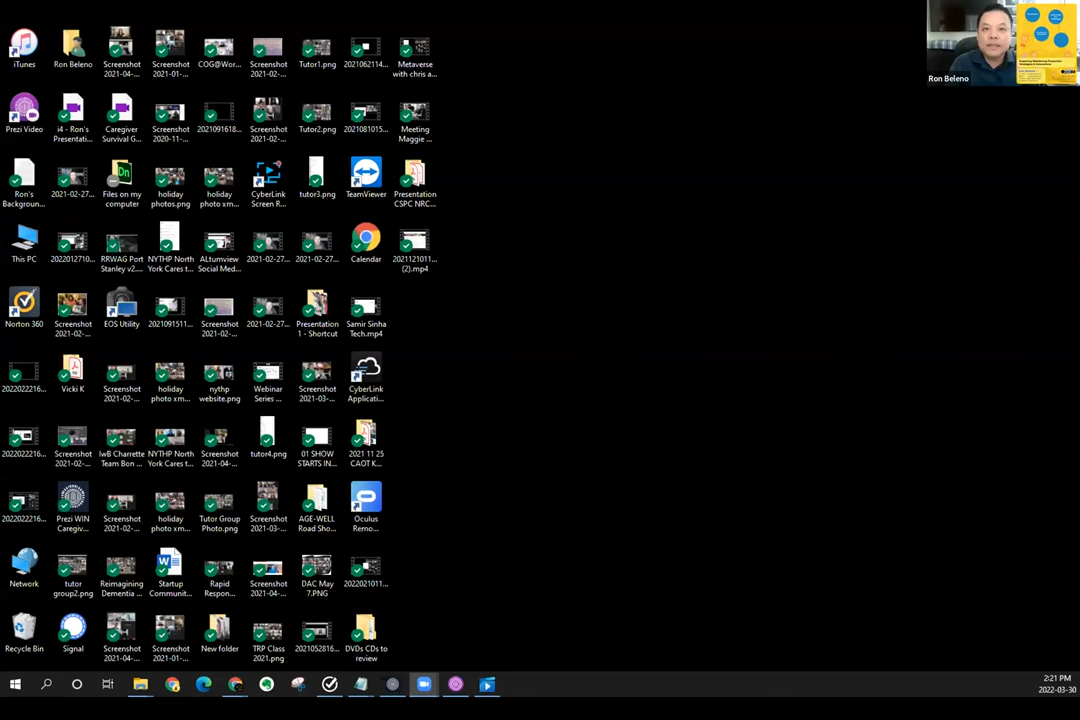 iTunes
Ron Beleno
Screenshot
2021-04-...
Screenshot
2021-01-...
COG@Wor...
Screenshot
2021-02-...
Tutor1.png
2021062114...
Metaverse
with chris a...
Ron Beleno
Prezi Video
i4 - Ron's
Presentati...
Caregiver
Survival G...
Screenshot
2020-11-...
2021091618...
Screenshot
2021-02-...
Tutor2.png
2021081015...
Meeting
Maggie ...
Ron's
Backgroun...
2021-02-27...
Files on my
computer
holiday
photos.png
holiday
photo xm...
CyberLink
Screen R...
tutor3.png
TeamViewer
Presentation
CSPC NRC...
This PC
2022012710...
RRWAG Port
Stanley v2....
NYTHP North
York Cares t...
ALtumview
Social Med...
2021-02-27...
2021-02-27...
Calendar
2021121011...
(2).mp4
Norton 360
Screenshot
2021-02-...
EOS Utility
2021091511...
Screenshot
2021-02-...
2021-02-27...
Presentation
1 - Shortcut
Samir Sinha
Tech.mp4
2022022216...
Vicki K
Screenshot
2021-02-...
holiday
photo xm...
nythp
website.png
Webinar
Series ...
Screenshot
2021-03-...
CyberLink
Applicati...
2022022216...
Screenshot
2021-02-...
IwB Charrette
Team Bon ...
NYTHP North
York Cares t...
Screenshot
2021-04-...
tutor4.png
01 SHOW
STARTS IN...
2021 11 25
CAOT K...
2022022216...
Prezi WIN
Caregiv...
Screenshot
2021-02-...
holiday
photo xm...
Tutor Group
Photo.png
Screenshot
2021-03-...
AGE-WELL
Road Sho...
Oculus
Remo...
Network
tutor
group2.png
Reimagining
Dementia ...
Startup
Communit...
Rapid
Respon...
Screenshot
2021-04-...
DAC May
7.PNG
2022021011...
Recycle Bin
Signal
Screenshot
2021-04-...
Screenshot
2021-01-...
New folder
TRP Class
2021.png
2021052816...
DVDs CDs to
review
2:21 PM
2022-03-30